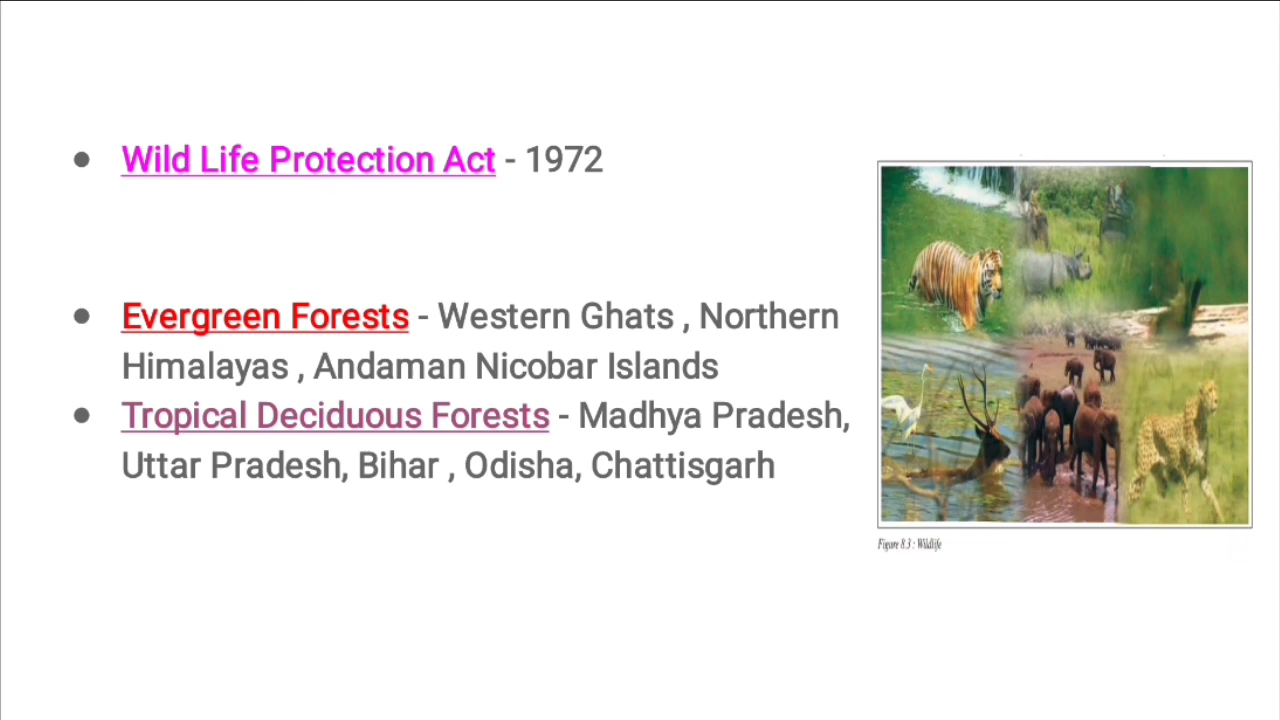 ● Wild Life Protection Act - 1972
● Evergreen Forests - Western Ghats , Northern
Himalayas , Andaman Nicobar Islands
● Tropical Deciduous Forests - Madhya Pradesh,
Uttar Pradesh, Bihar , Odisha, Chattisgarh
Figure 8.3 : Wildlife